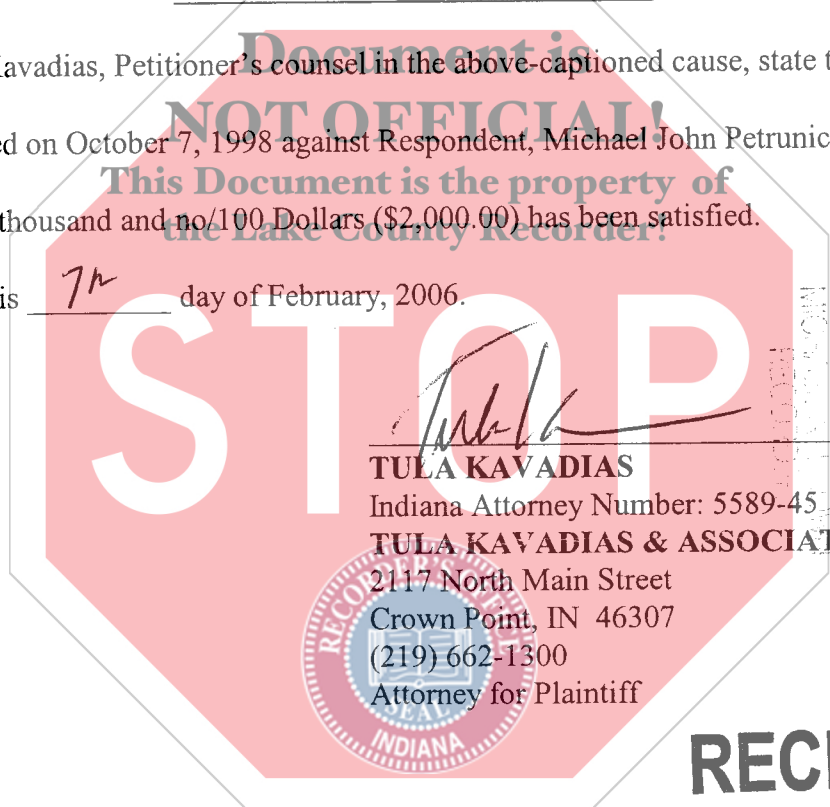 Document is
Kavadias, Petitioner's counsel in the above-captioned cause, state t
NOT OFFICIAL!
ed on October 7, 1998 against Respondent, Michael John Petrunic
This Document is the property of
thousand and no/100 Dollars ($2,000.00) has been satisfied.
the Lake County Recorder!
is 7th day of February, 2006.
STOP
TULA KAVADIAS
Indiana Attorney Number: 5589-45
TULA KAVADIAS & ASSOCIAT
2117 North Main Street
Crown Point, IN 46307
(219) 662-1300
Attorney for Plaintiff
RECORDER'S OFFICE
SEAL
INDIANA
REC